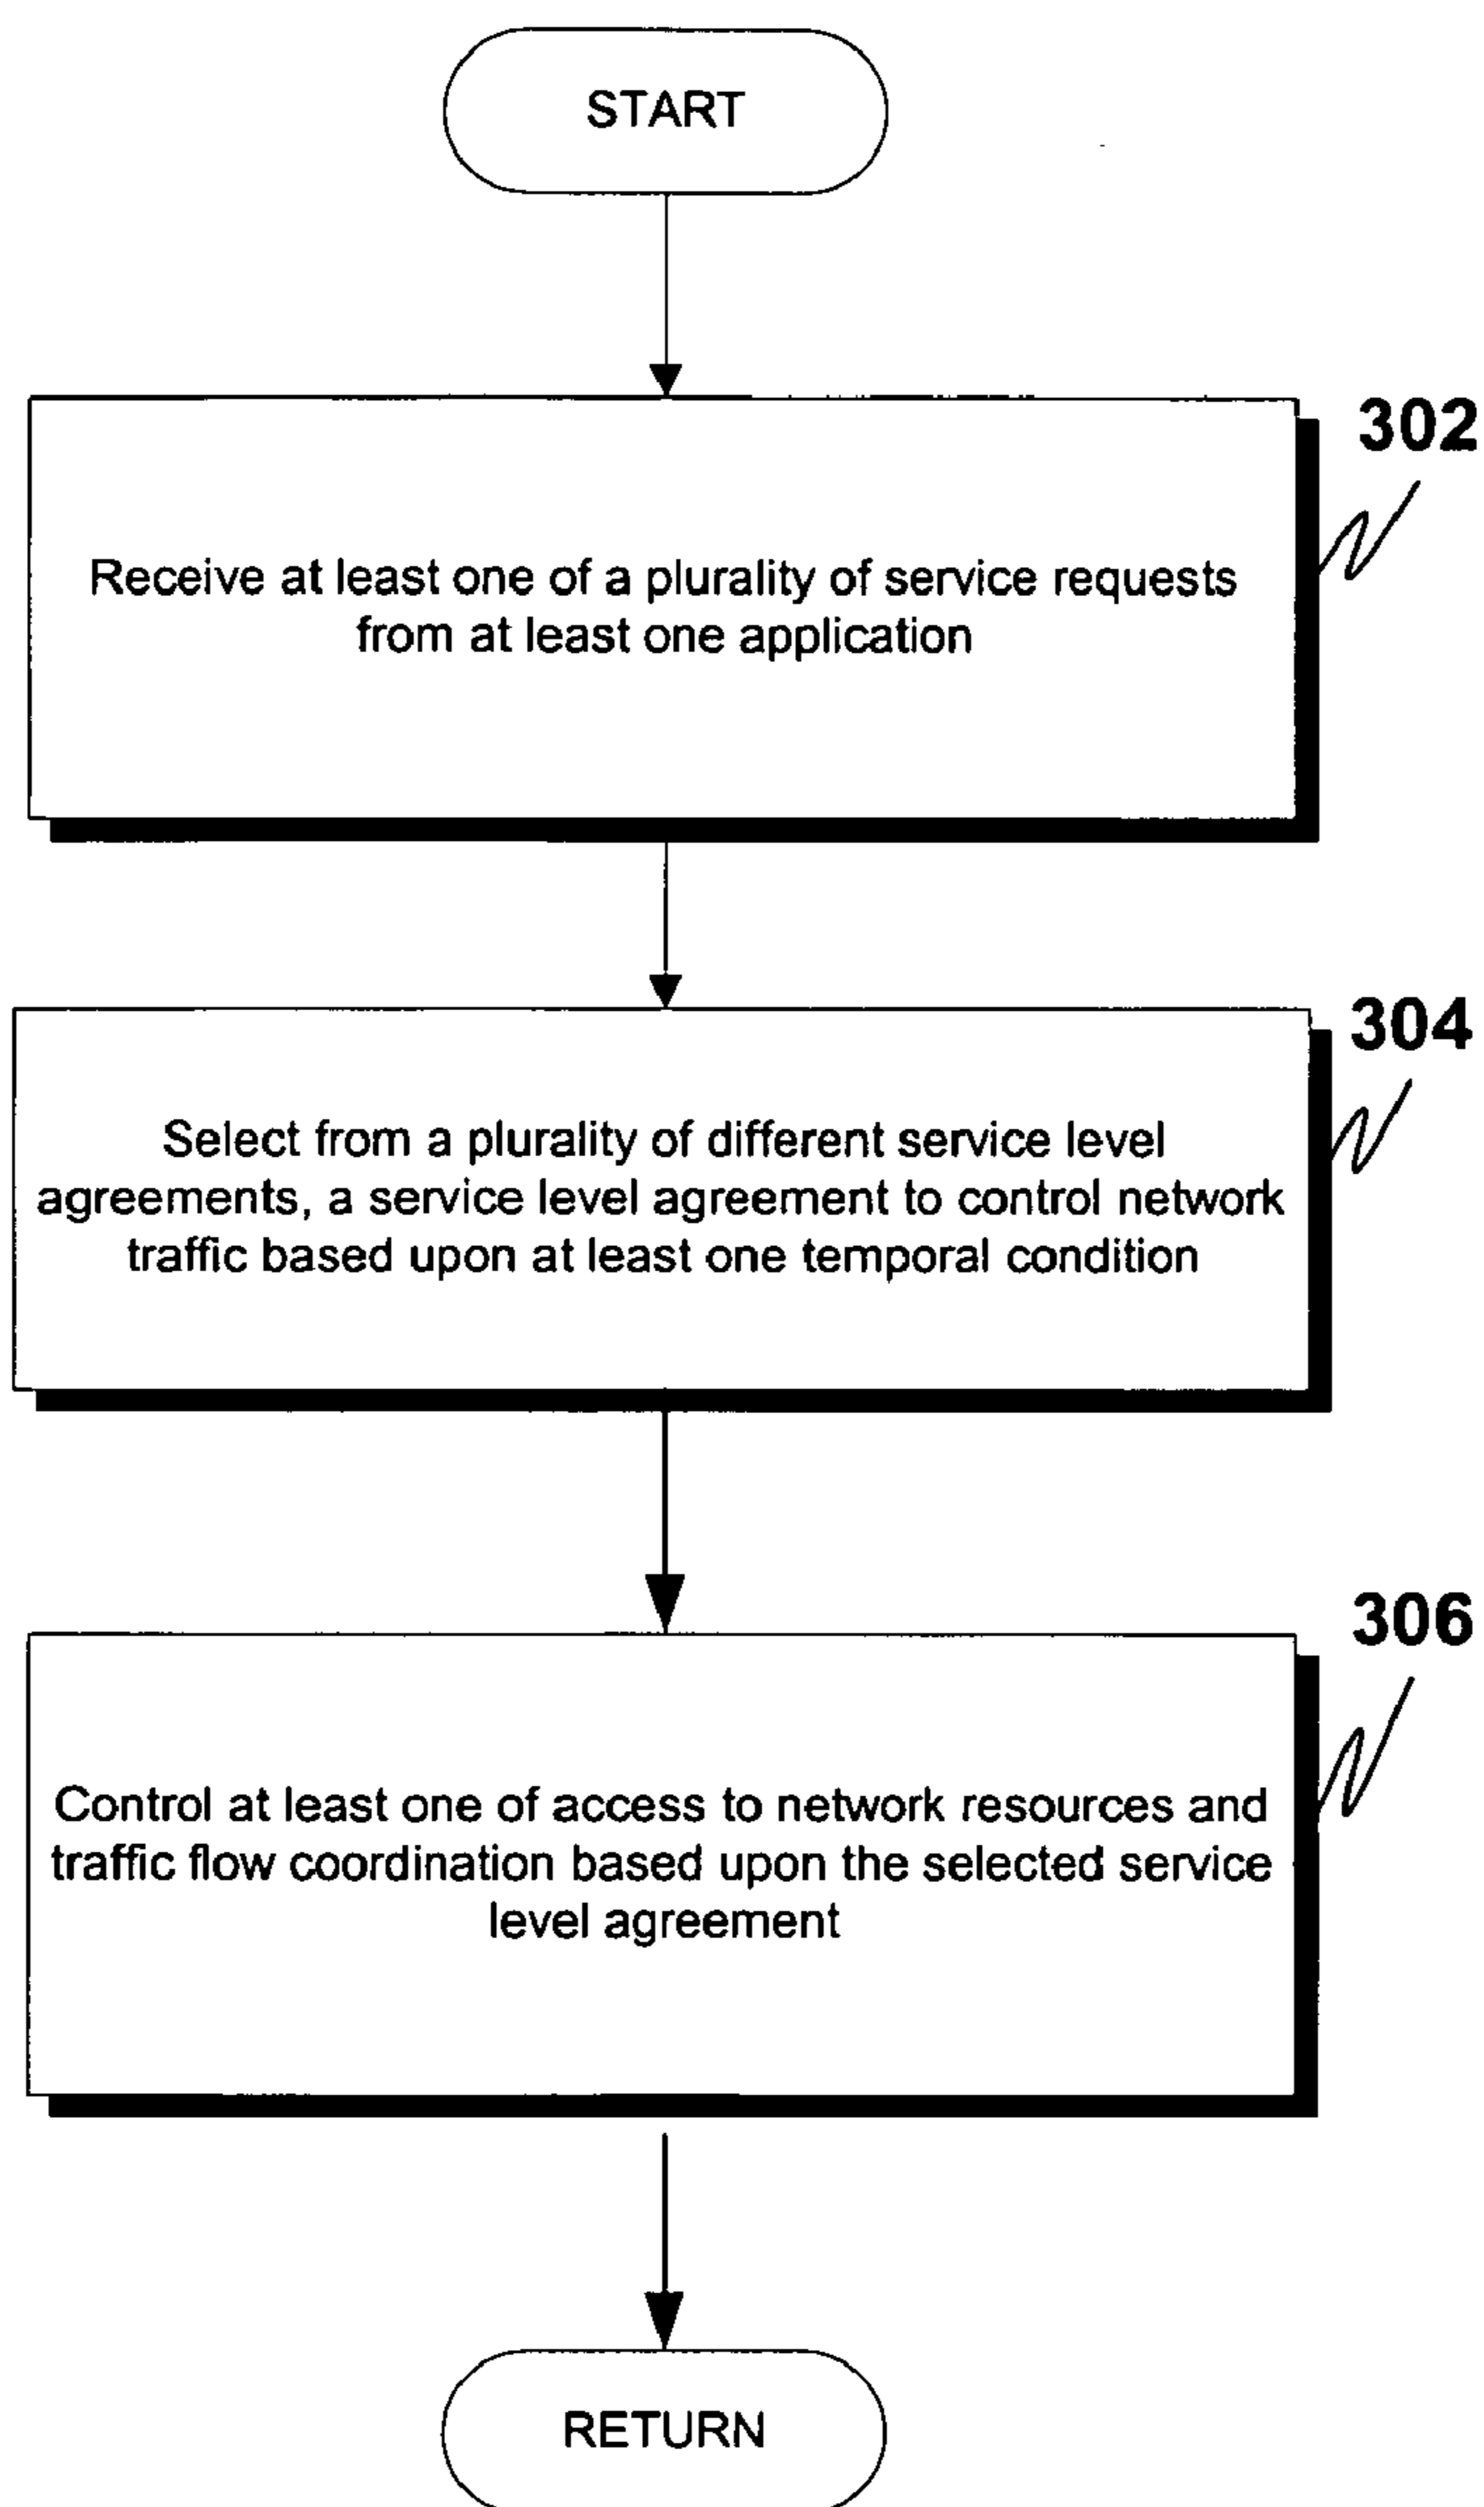 START
302
Receive at least one of a plurality of service requests
from at least one application
304
Select from a plurality of different service level
agreements, a service level agreement to control network
traffic based upon at least one temporal condition
306
Control at least one of access to network resources and
traffic flow coordination based upon the selected service
level agreement
RETURN